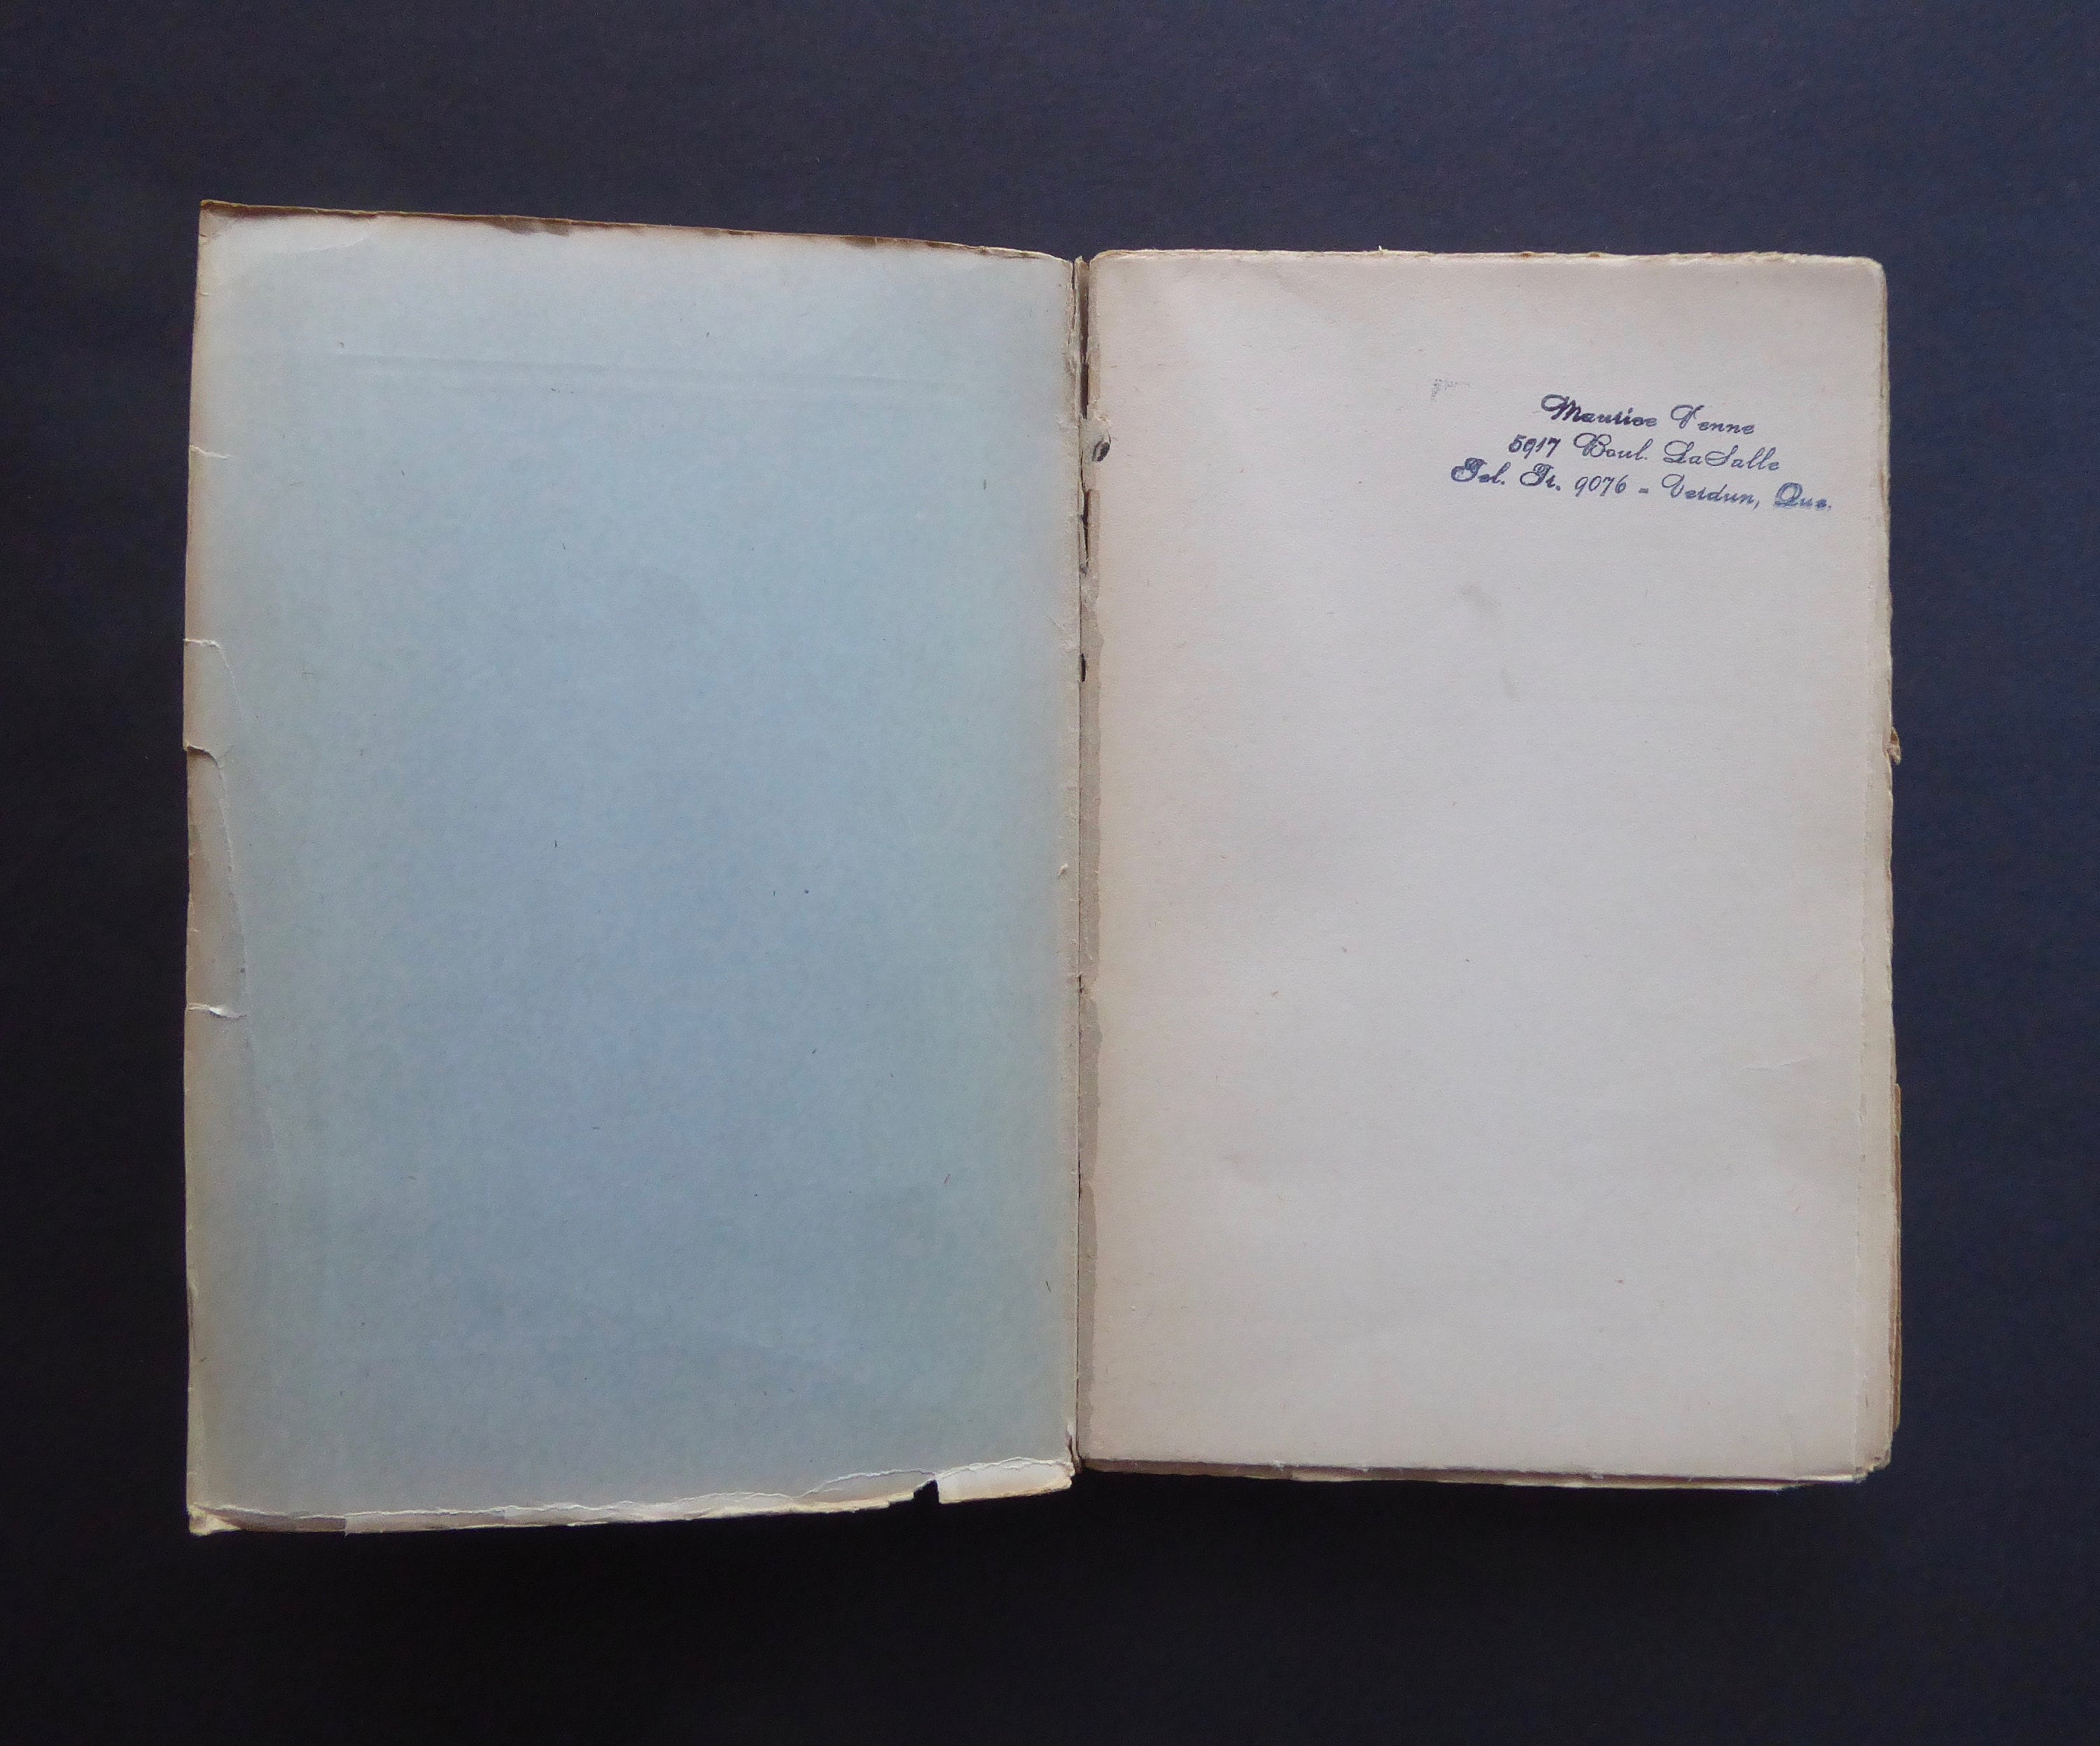 Maurice Venne
5917 Boul. LaSalle
Tel. Tr. 9076 - Verdun, Que.